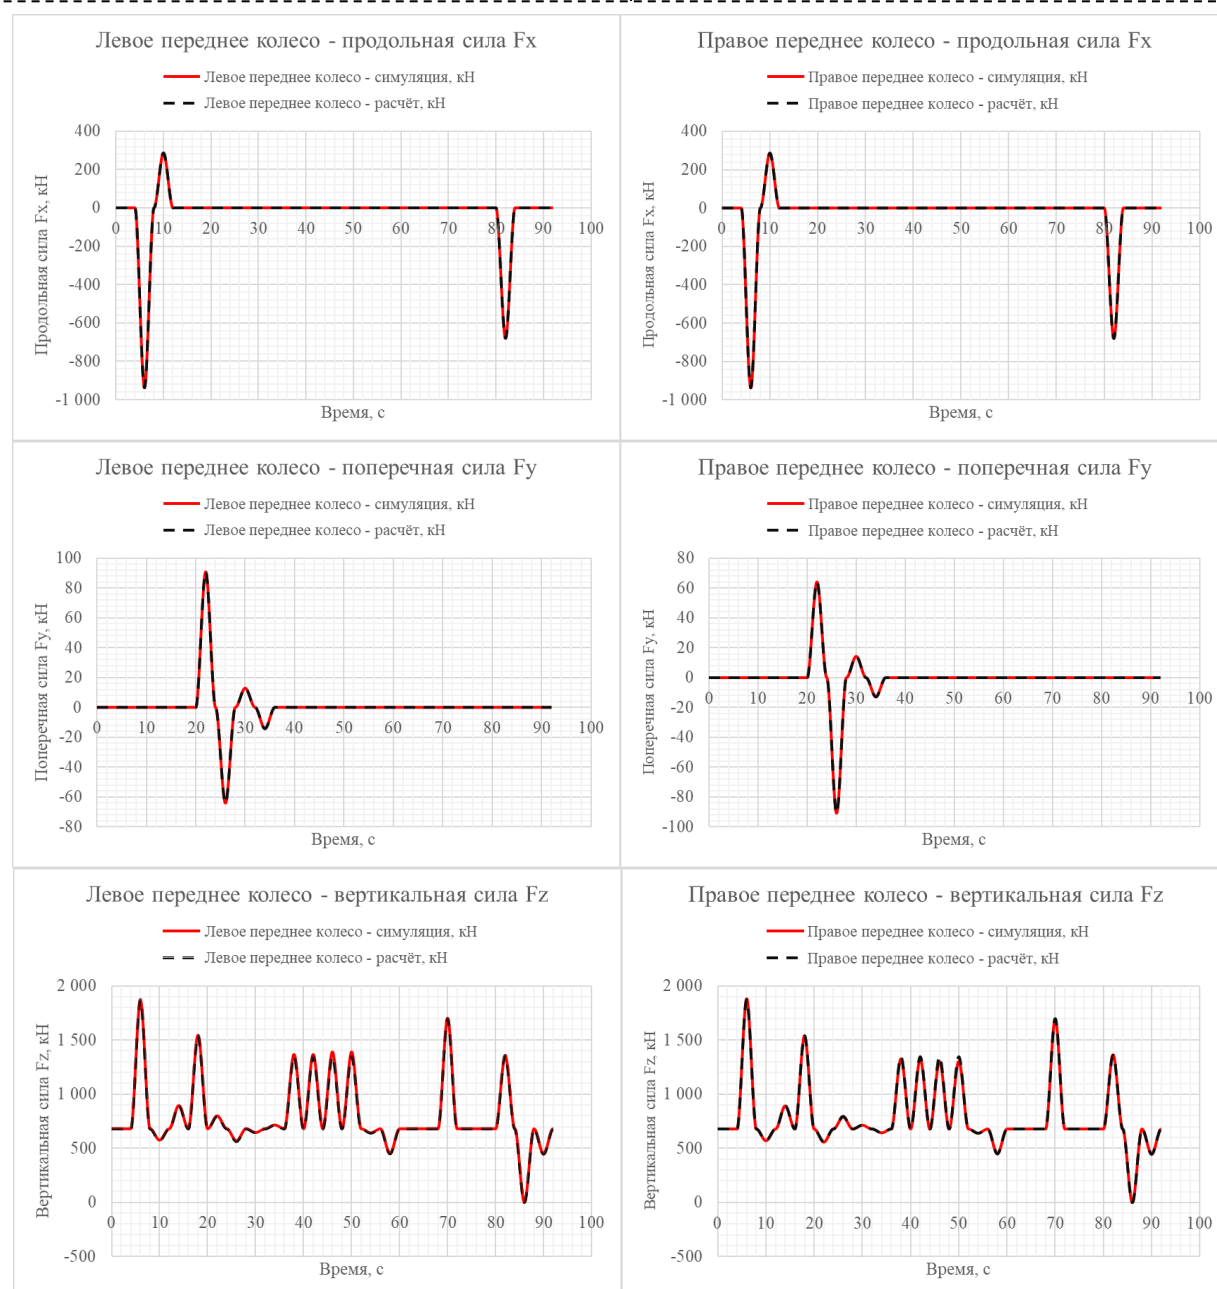 Левое переднее колесо - продольная сила Fx
Левое переднее колесо - симуляция, кН
Левое переднее колесо - расчёт, кН
Продольная сила Fx, кН
400
200
0
-200
-400
-600
-800
-1 000
0 10 20 30 40 50 60 70 80 90 100
Время, с
Правое переднее колесо - продольная сила Fx
Правое переднее колесо - симуляция, кН
Правое переднее колесо - расчёт, кН
Продольная сила Fx, кН
400
200
0
-200
-400
-600
-800
-1 000
0 10 20 30 40 50 60 70 80 90 100
Время, с
Левое переднее колесо - поперечная сила Fy
Левое переднее колесо - симуляция, кН
Левое переднее колесо - расчёт, кН
Поперечная сила Fy, кН
100
80
60
40
20
0
-20
-40
-60
-80
0 10 20 30 40 50 60 70 80 90 100
Время, с
Правое переднее колесо - поперечная сила Fy
Правое переднее колесо - симуляция, кН
Правое переднее колесо - расчёт, кН
Поперечная сила Fy, кН
80
60
40
20
0
-20
-40
-60
-80
-100
0 10 20 30 40 50 60 70 80 90 100
Время, с
Левое переднее колесо - вертикальная сила Fz
Левое переднее колесо - симуляция, кН
Левое переднее колесо - расчёт, кН
Вертикальная сила Fz, кН
2 000
1 500
1 000
500
0
-500
0 10 20 30 40 50 60 70 80 90 100
Время, с
Правое переднее колесо - вертикальная сила Fz
Правое переднее колесо - симуляция, кН
Правое переднее колесо - расчёт, кН
Вертикальная сила Fz, кН
2 000
1 500
1 000
500
0
-500
0 10 20 30 40 50 60 70 80 90 100
Время, с